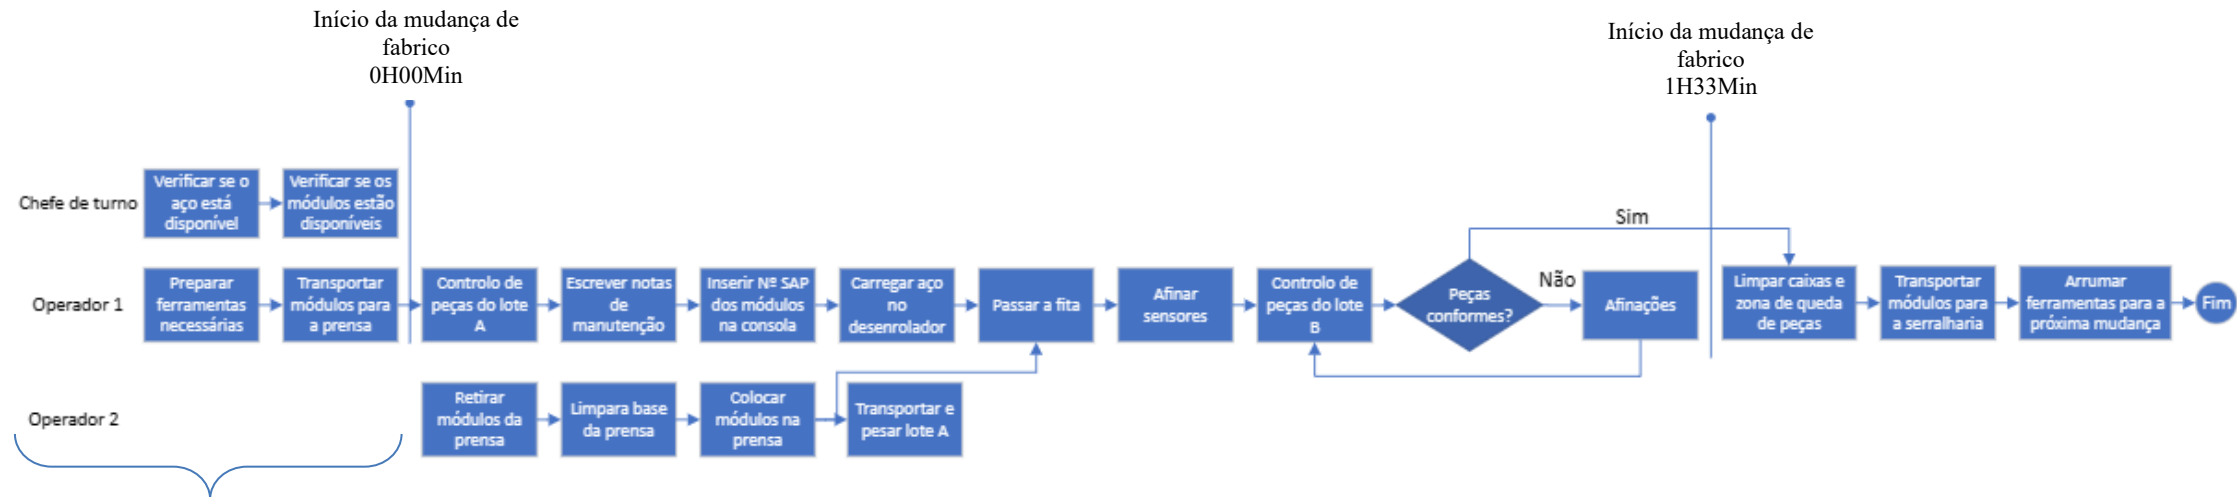 Início da mudança de
fabrico
0H00Min
Início da mudança de
fabrico
1H33Min
Chefe de turno
Verificar se o
aço está
disponível
Verificar se os
módulos estão
disponíveis
Sim
Operador 1
Preparar
ferramentas
necessárias
Transportar
módulos para
a prensa
Controlo de
peças do lote
A
Escrever notas
de
manutenção
Inserir Nº SAP
dos módulos
na consola
Carregar aço
no
desenrolador
Passar a fita
Afinar
sensores
Controlo de
peças do lote
B
Peças
conformes?
Não
Afinações
Limpar caixas e
zona de queda
de peças
Transportar
módulos para
a serralharia
Arrumar
ferramentas para a
próxima mudança
Fim
Operador 2
Retirar
módulos da
prensa
Limpara base
da prensa
Colocar
módulos na
prensa
Transportar e
pesar lote A